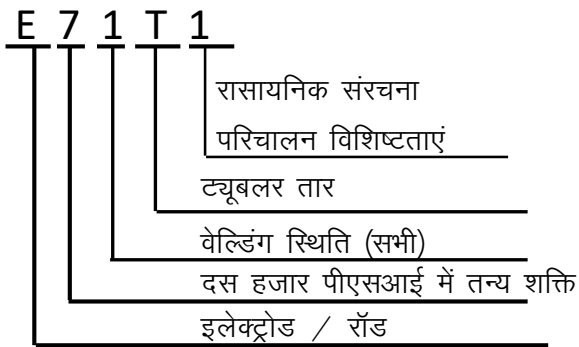 E 7 1 T 1
रासायनिक संरचना
परिचालन विशिष्टताएं
ट्यूबलर तार
वेल्डिंग स्थिति (सभी)
दस हजार पीएसआई में तन्य शक्ति
इलेक्ट्रोड / रॉड